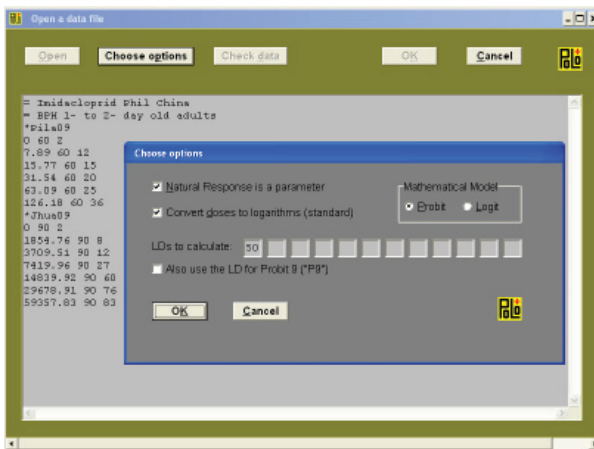 Open a data file
Open Choose options Check data OK Cancel PoLo
= Imidacloprid Phil China
= BPH 1- to 2- day old adults
*Pila09
0 60 2
7.89 60 12
15.77 60 15
31.54 60 20
63.09 60 25
126.18 60 36
*Jhua09
0 90 2
1854.76 90 8
3709.51 90 12
7419.96 90 27
14839.92 90 60
29678.91 90 76
59357.83 90 83
Choose options
Natural Response is a parameter
Convert doses to logarithms (standard)
Mathematical Model
Probit Logit
LDs to calculate: 50
Also use the LD for Probit 9 ("P9")
OK Cancel PoLo